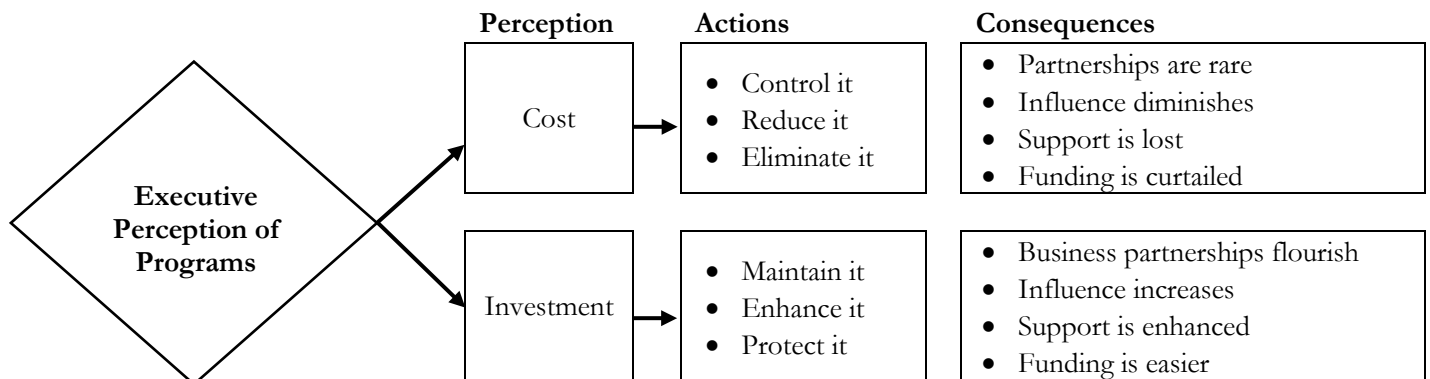 Perception
Actions
Consequences
Executive
Perception of
Programs
Cost
• Control it
• Reduce it
• Eliminate it
• Partnerships are rare
• Influence diminishes
• Support is lost
• Funding is curtailed
Investment
• Maintain it
• Enhance it
• Protect it
• Business partnerships flourish
• Influence increases
• Support is enhanced
• Funding is easier